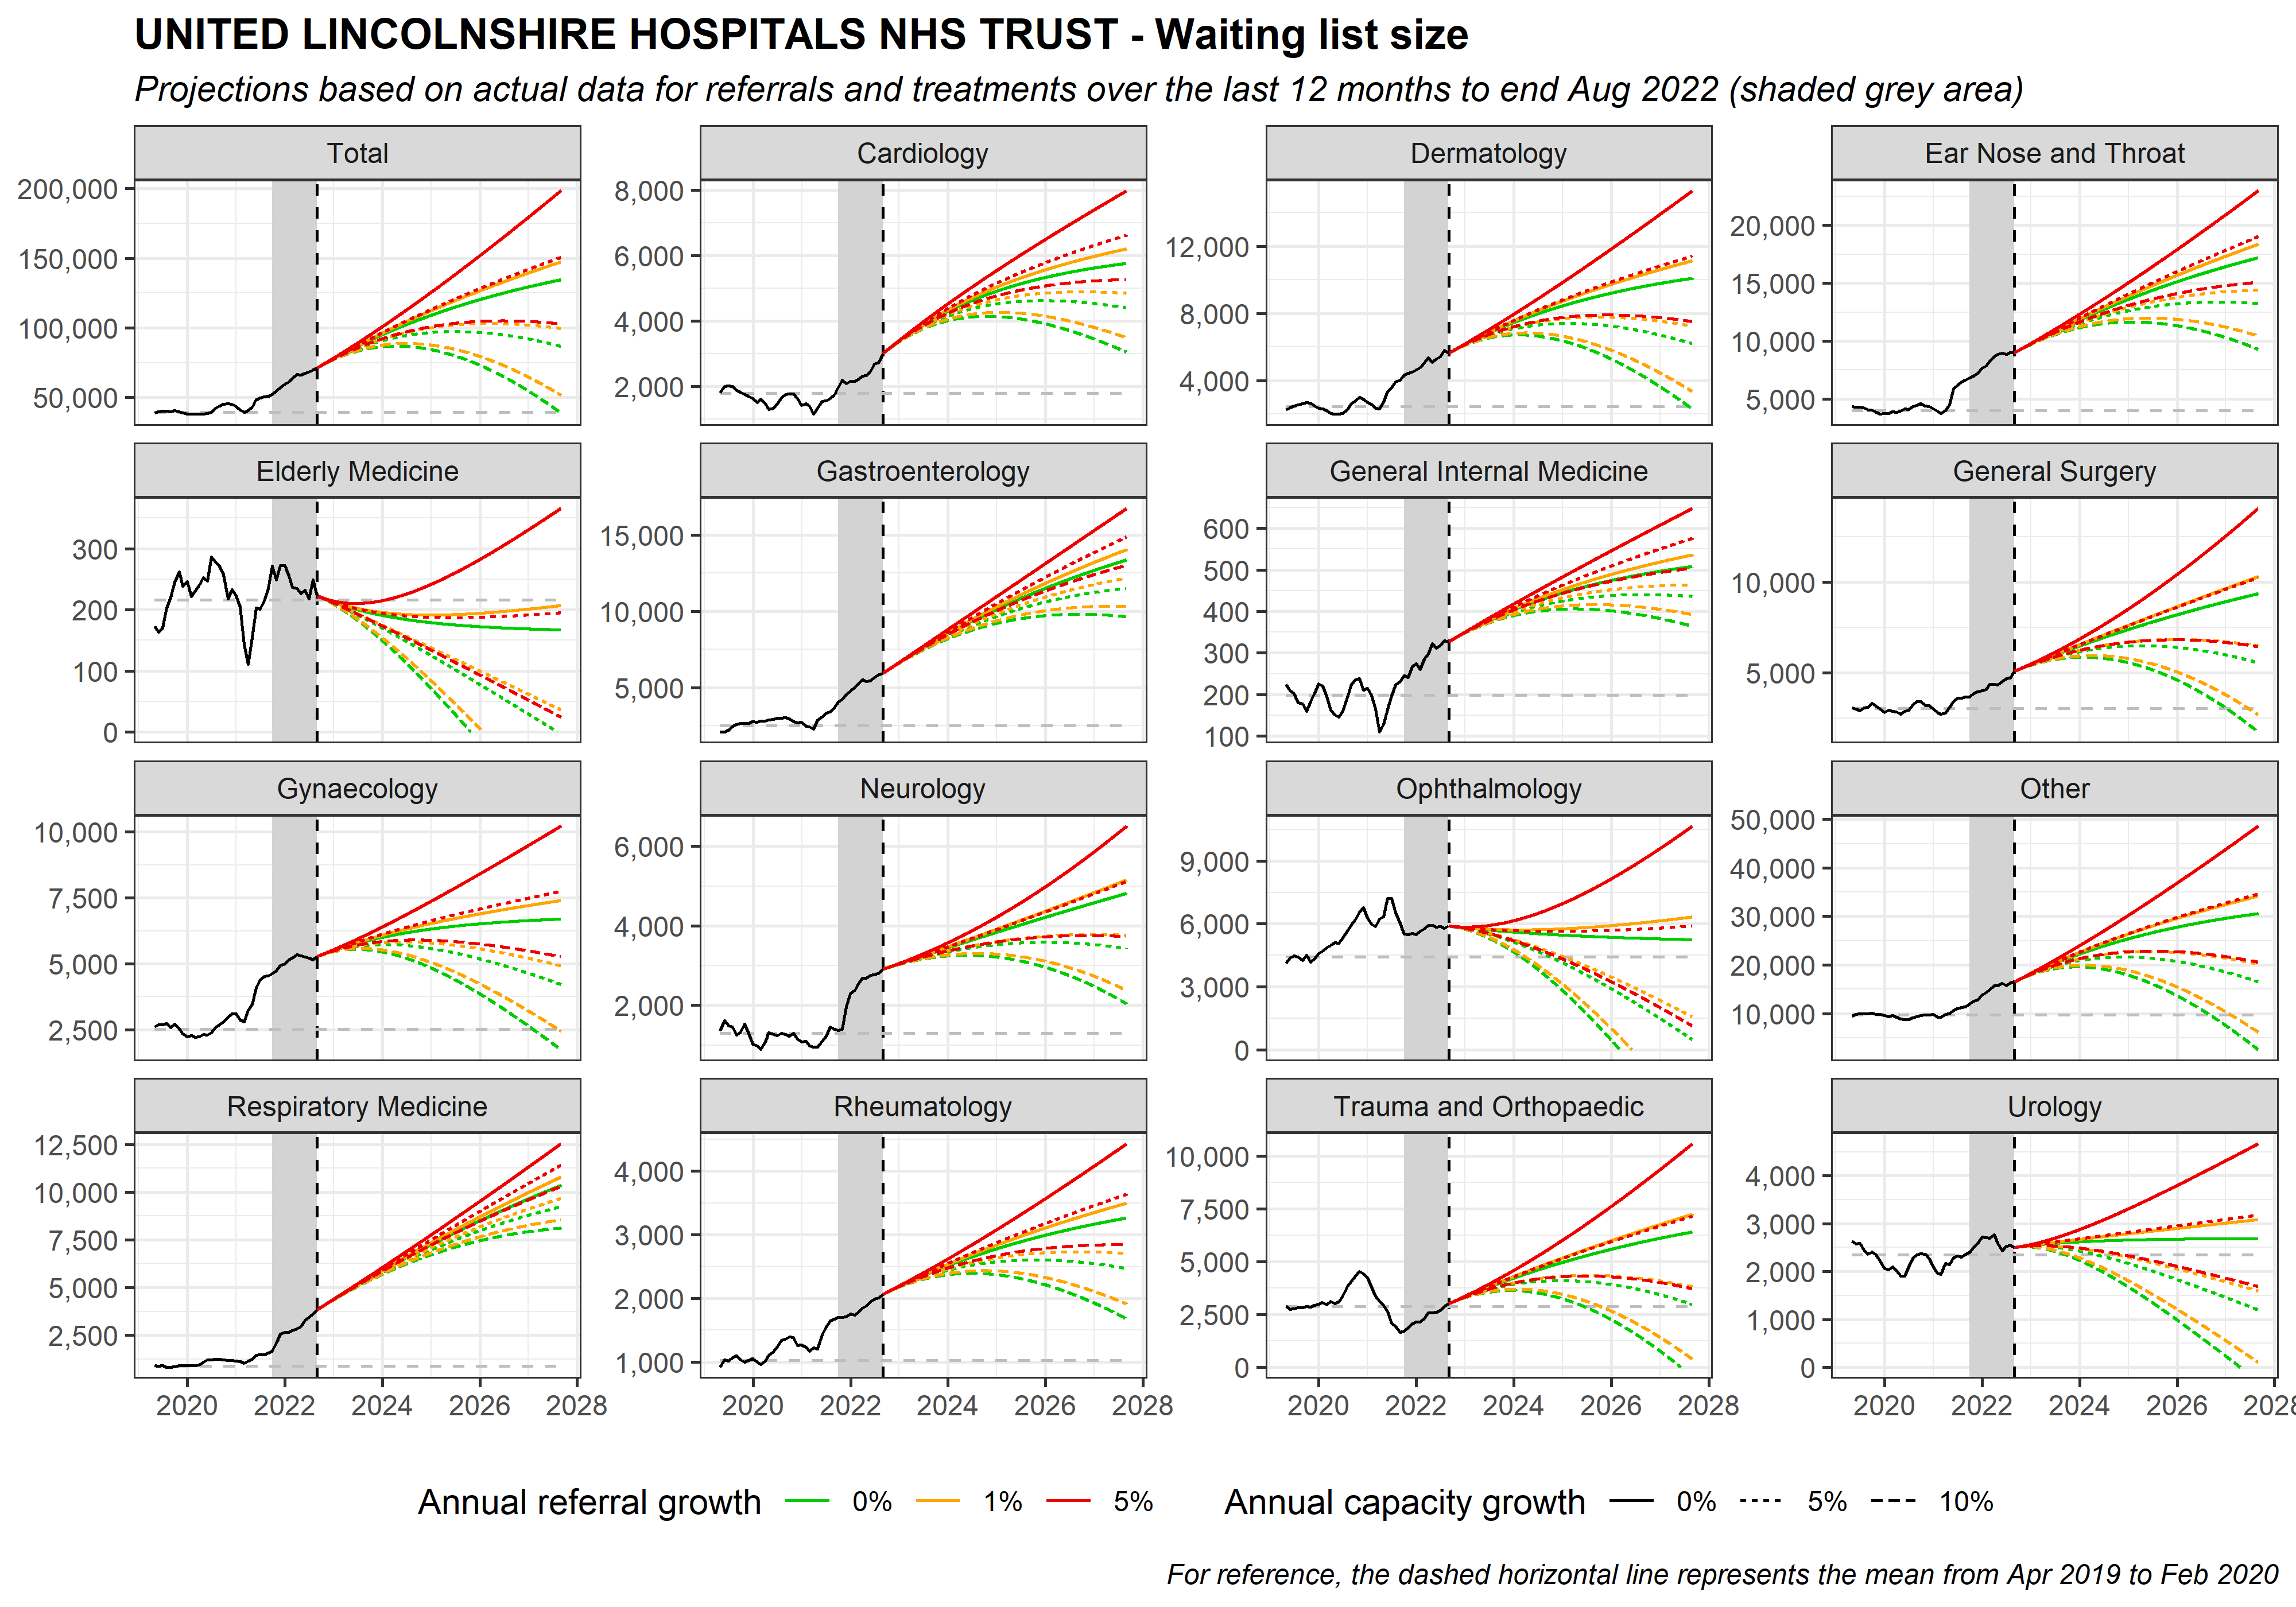 UNITED LINCOLNSHIRE HOSPITALS NHS TRUST - Waiting list size
Projections based on actual data for referrals and treatments over the last 12 months to end Aug 2022 (shaded grey area)
Total
Cardiology
Dermatology
Ear Nose and Throat
200,000
150,000
100,000
50,000
8,000
6,000
4,000
2,000
12,000
8,000
4,000
20,000
15,000
10,000
5,000
Elderly Medicine
Gastroenterology
General Internal Medicine
General Surgery
300
200
100
0
15,000
10,000
5,000
600
500
400
300
200
100
10,000
5,000
Gynaecology
Neurology
Ophthalmology
Other
10,000
7,500
5,000
2,500
6,000
4,000
2,000
9,000
6,000
3,000
0
50,000
40,000
30,000
20,000
10,000
Respiratory Medicine
Rheumatology
Trauma and Orthopaedic
Urology
12,500
10,000
7,500
5,000
2,500
4,000
3,000
2,000
1,000
10,000
7,500
5,000
2,500
0
4,000
3,000
2,000
1,000
0
2020 2022 2024 2026 2028
2020 2022 2024 2026 2028
2020 2022 2024 2026 2028
2020 2022 2024 2026 2028
Annual referral growth 0% 1% 5% Annual capacity growth 0% 5% 10%
For reference, the dashed horizontal line represents the mean from Apr 2019 to Feb 2020